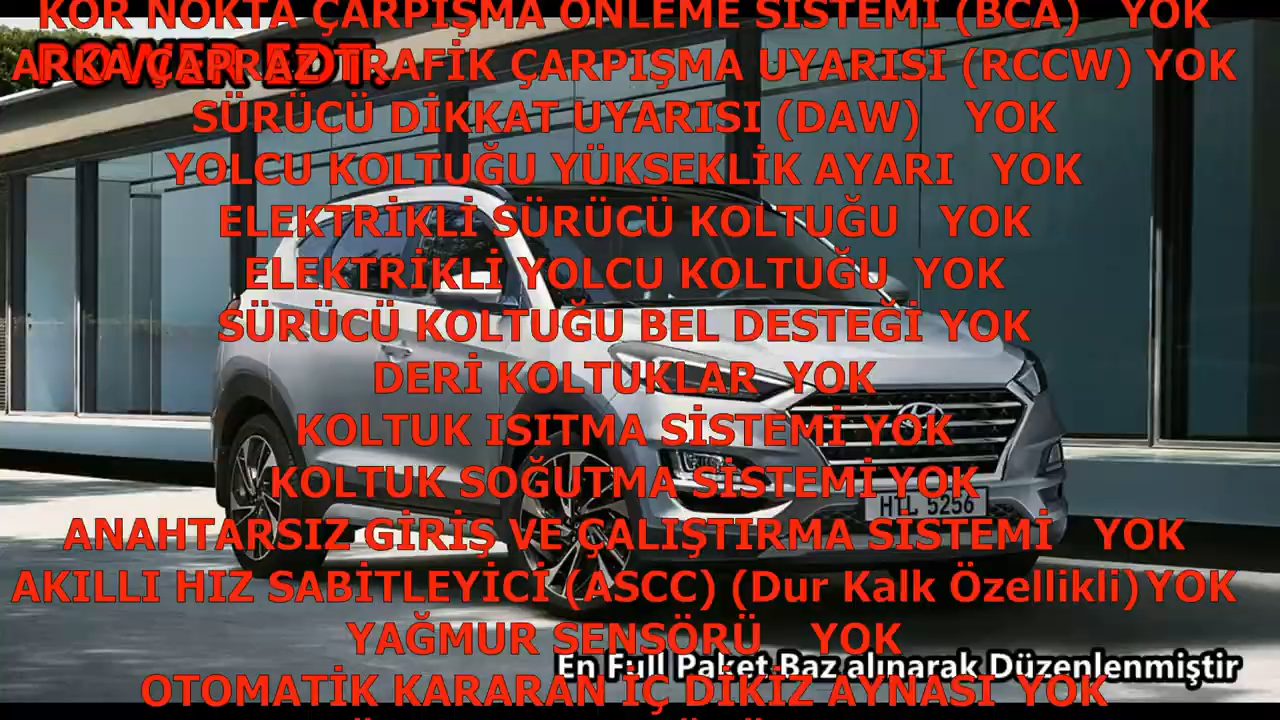 KÖR NOKTA ÇARPIŞMA ÖNLEME SİSTEMİ (BCA) YOK
POWER EDT.
ARKA ÇAPRAZ TRAFİK ÇARPIŞMA UYARISI (RCCW) YOK
SÜRÜCÜ DİKKAT UYARISI (DAW) YOK
YOLCU KOLTUĞU YÜKSEKLİK AYARI YOK
ELEKTRİKLİ SÜRÜCÜ KOLTUĞU YOK
ELEKTRİKLİ YOLCU KOLTUĞU YOK
SÜRÜCÜ KOLTUĞU BEL DESTEĞİ YOK
DERİ KOLTUKLAR YOK
KOLTUK ISITMA SİSTEMİ YOK
KOLTUK SOĞUTMA SİSTEMİ YOK
HTL 5256
ANAHTARSIZ GİRİŞ VE ÇALIŞTIRMA SİSTEMİ YOK
AKILLI HIZ SABİTLEYİCİ (ASCC) (Dur Kalk Özellikli) YOK
YAĞMUR SENSÖRÜ YOK
En Full Paket Baz alınarak Düzenlenmiştir
OTOMATİK KARARAN İÇ DİKİZ AYNASI YOK